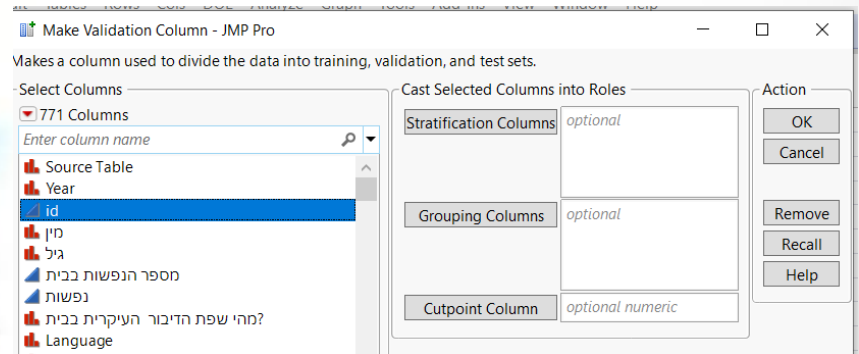 Make Validation Column - JMP Pro
Makes a column used to divide the data into training, validation, and test sets.
Select Columns
771 Columns
Enter column name
Source Table
Year
id
מין
גיל
מספר הנפשות בבית
נפשות
מהי שפת הדיבור העיקרית בבית?
Language
Cast Selected Columns into Roles
Stratification Columns optional
Grouping Columns optional
Cutpoint Column optional numeric
Action
OK
Cancel
Remove
Recall
Help